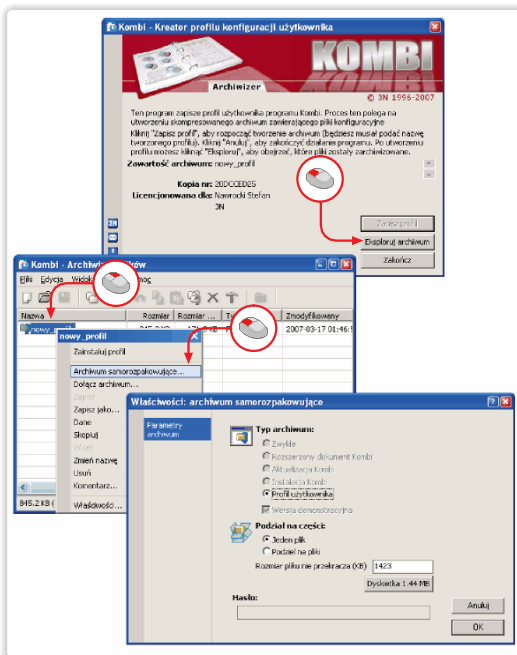 Kombi - Kreator profilu konfiguracji użytkownika
KOMBI
Archiwizer
© 3N 1996-2007
Ten program zapisze profil użytkownika programu Kombi. Proces ten polega na
utworzeniu skompresowanego archiwum zawierającego pliki konfiguracyjne
Kliknij "Zapisz profil", aby rozpocząć tworzenie archiwum (będziesz musiał podać nazwę
tworzonego profilu). Kliknij "Anuluj", aby zakończyć działanie programu. Po utworzeniu
profilu możesz kliknąć "Eksploruj", aby obejrzeć, które pliki zostały zarchiwizowane.
Zawartość archiwum: nowy_profil
Kopia nr: 20DCCED25
Licencjonowana dla: Nawrocki Stefan
3N
Zapisz profil
Eksploruj archiwum
Zakończ
Kombi - Archiwi
Pliki Edycja
Nazwa Rozmiar Rozmiar ... Zmodyfikowany
nowy_profil 2007-03-17 01:46:
nowy_profil
Zainstaluj profil
Archiwum samorozpakowujące...
Dołącz archiwum...
Zapisz
Zapisz jako...
Dane
Skopiuj
Wklej
Zmień nazwę
Usuń
Komentarz...
Właściwości...
845.2 KB (
Właściwości: archiwum samorozpakowujące
Parametry
archiwum
Typ archiwum:
Zwykłe
Rozszerzony dokument Kombi
Aktualizacja Kombi
Instalacja Kombi
Profil użytkownika
Wersja demonstracyjna
Podział na części:
Jeden plik
Podziel na pliki
Rozmiar pliku nie przekracza (KB) 1423
Dyskietka 1.44 MB
Hasło:
Anuluj
OK